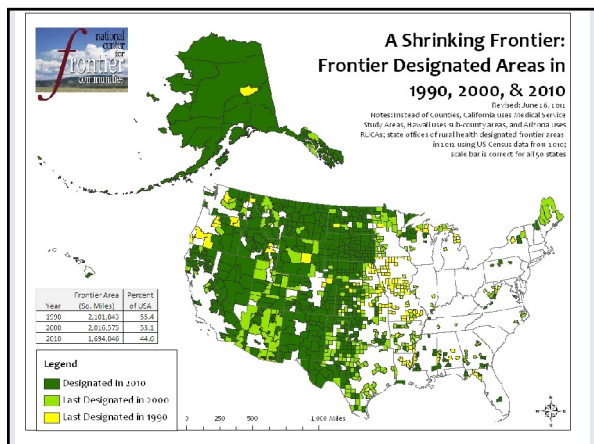 national
center
for
frontier
communities
A Shrinking Frontier:
Frontier Designated Areas in
1990, 2000, & 2010
Notes: Instead of Counties, California uses Medical Service
Study Areas, Hawaii uses sub-county areas, and Arizona uses
RUCAs; state offices of rural health designated frontier areas
in 2012 using US Census data from 2010;
scale bar is correct for all 50 states
Frontier Area Percent
Year (Sq. Miles) of USA
1990 2,101,843 55.4
2000 2,016,575 53.1
2010 1,694,046 44.6
Legend
Designated in 2010
Last Designated in 2000
Last Designated in 1990
0 250 500 1,000 Miles